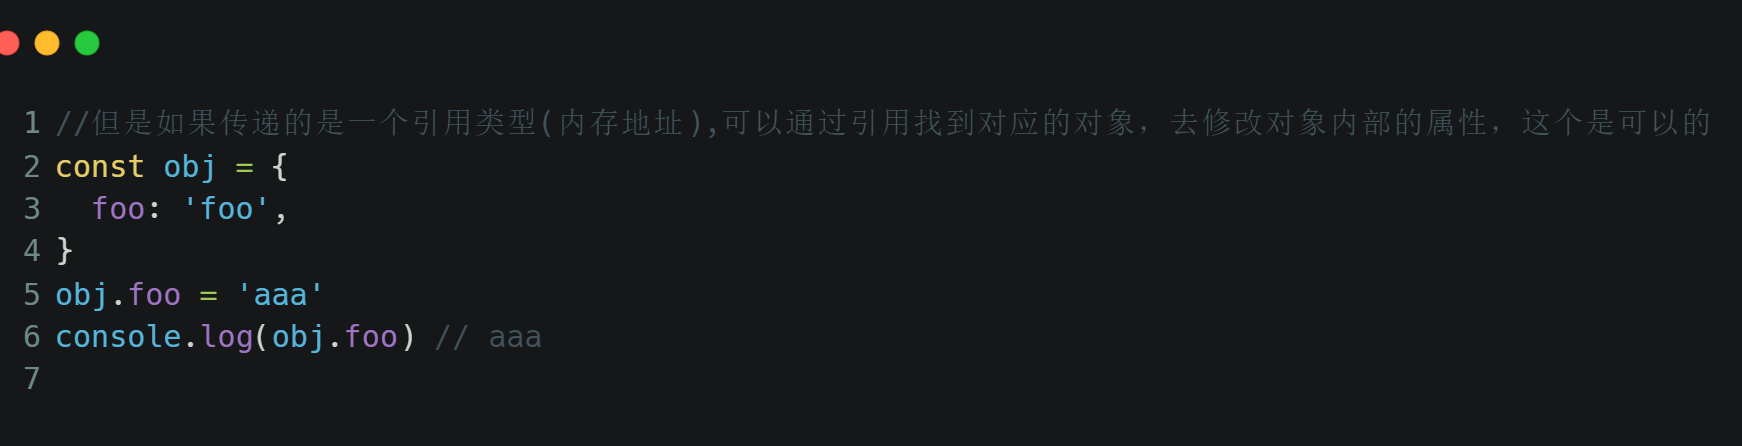 1 //但是如果传递的是一个引用类型(内存地址),可以通过引用找到对应的对象，去修改对象内部的属性，这个是可以的
2 const obj = {
3   foo: 'foo',
4 }
5 obj.foo = 'aaa'
6 console.log(obj.foo) // aaa
7